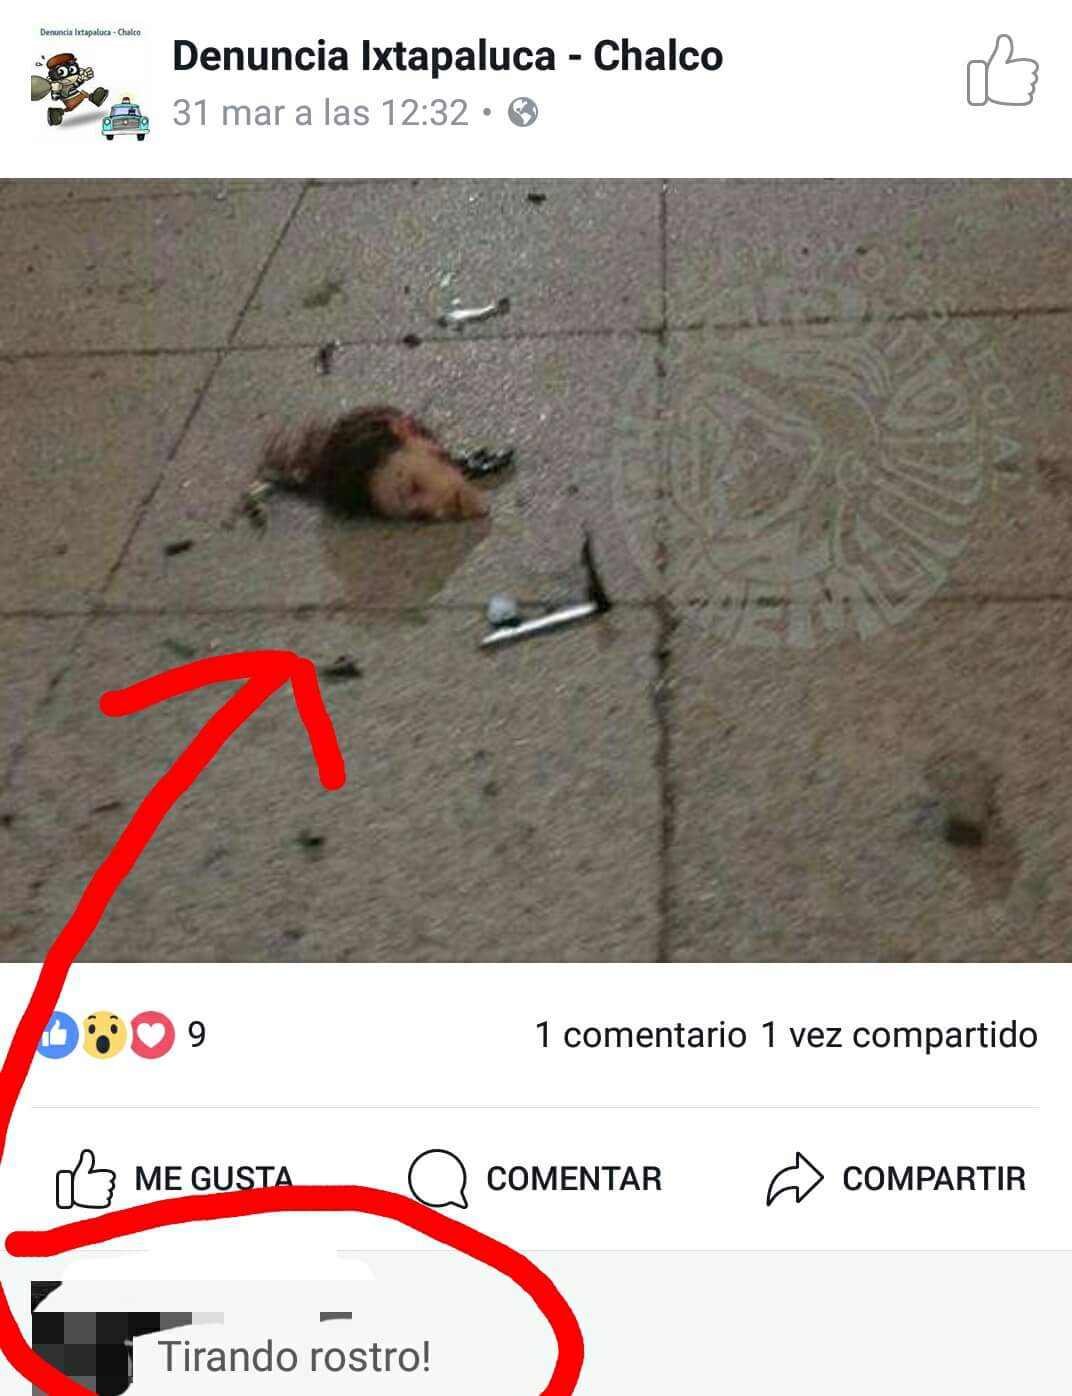 Denuncia Ixtapaluca - Chalco
Denuncia Ixtapaluca - Chalco
31 mar a las 12:32
9
1 comentario 1 vez compartido
ME GUSTA
COMENTAR
COMPARTIR
Tirando rostro!